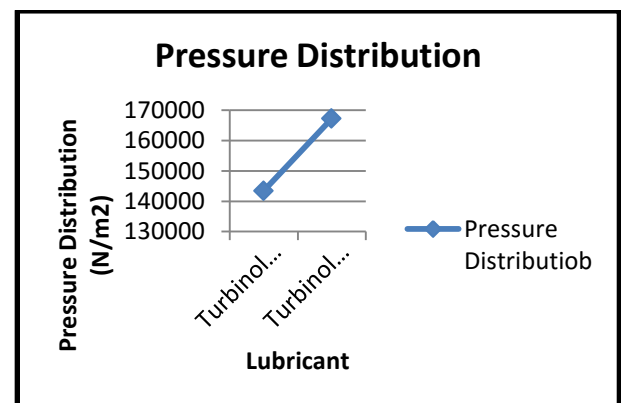 Pressure Distribution
Pressure Distribution
(N/m2)
170000
160000
150000
140000
130000
Turbinol...
Turbinol...
Lubricant
Pressure
Distributiob